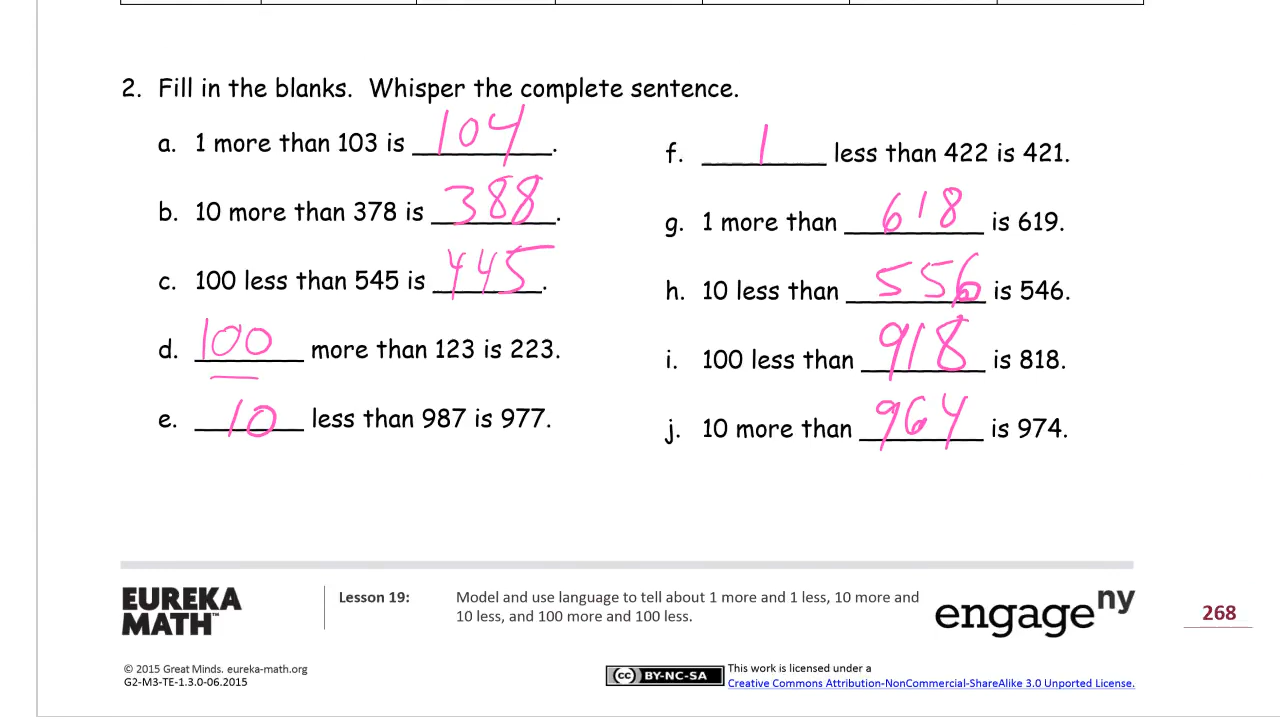 2. Fill in the blanks. Whisper the complete sentence.
a. 1 more than 103 is 104.
b. 10 more than 378 is 388.
c. 100 less than 545 is 445.
d. 100 more than 123 is 223.
e. 10 less than 987 is 977.
f. 1 less than 422 is 421.
g. 1 more than 618 is 619.
h. 10 less than 556 is 546.
i. 100 less than 918 is 818.
j. 10 more than 964 is 974.
EUREKA
MATH™
Lesson 19:
Model and use language to tell about 1 more and 1 less, 10 more and
10 less, and 100 more and 100 less.
engage ny
268
© 2015 Great Minds. eureka-math.org
G2-M3-TE-1.3.0-06.2015
cc BY-NC-SA
This work is licensed under a
Creative Commons Attribution-NonCommercial-ShareAlike 3.0 Unported License.